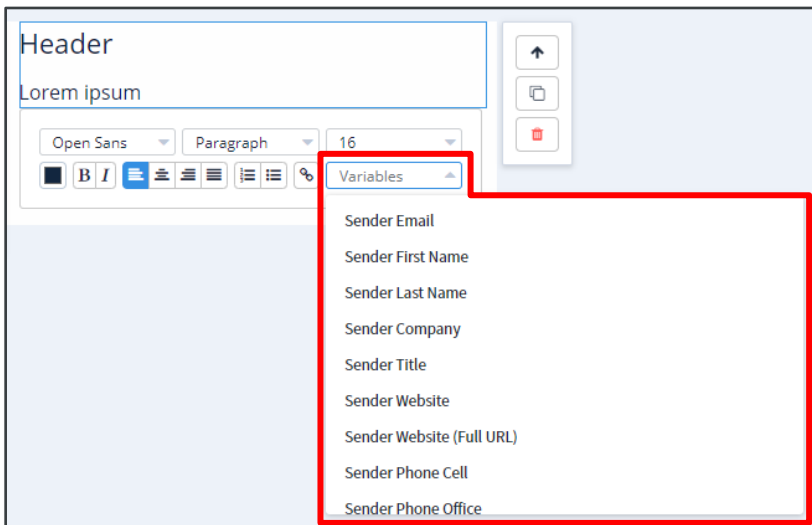 Header
Lorem ipsum
Open Sans Paragraph 16
B I Variables
Sender Email
Sender First Name
Sender Last Name
Sender Company
Sender Title
Sender Website
Sender Website (Full URL)
Sender Phone Cell
Sender Phone Office